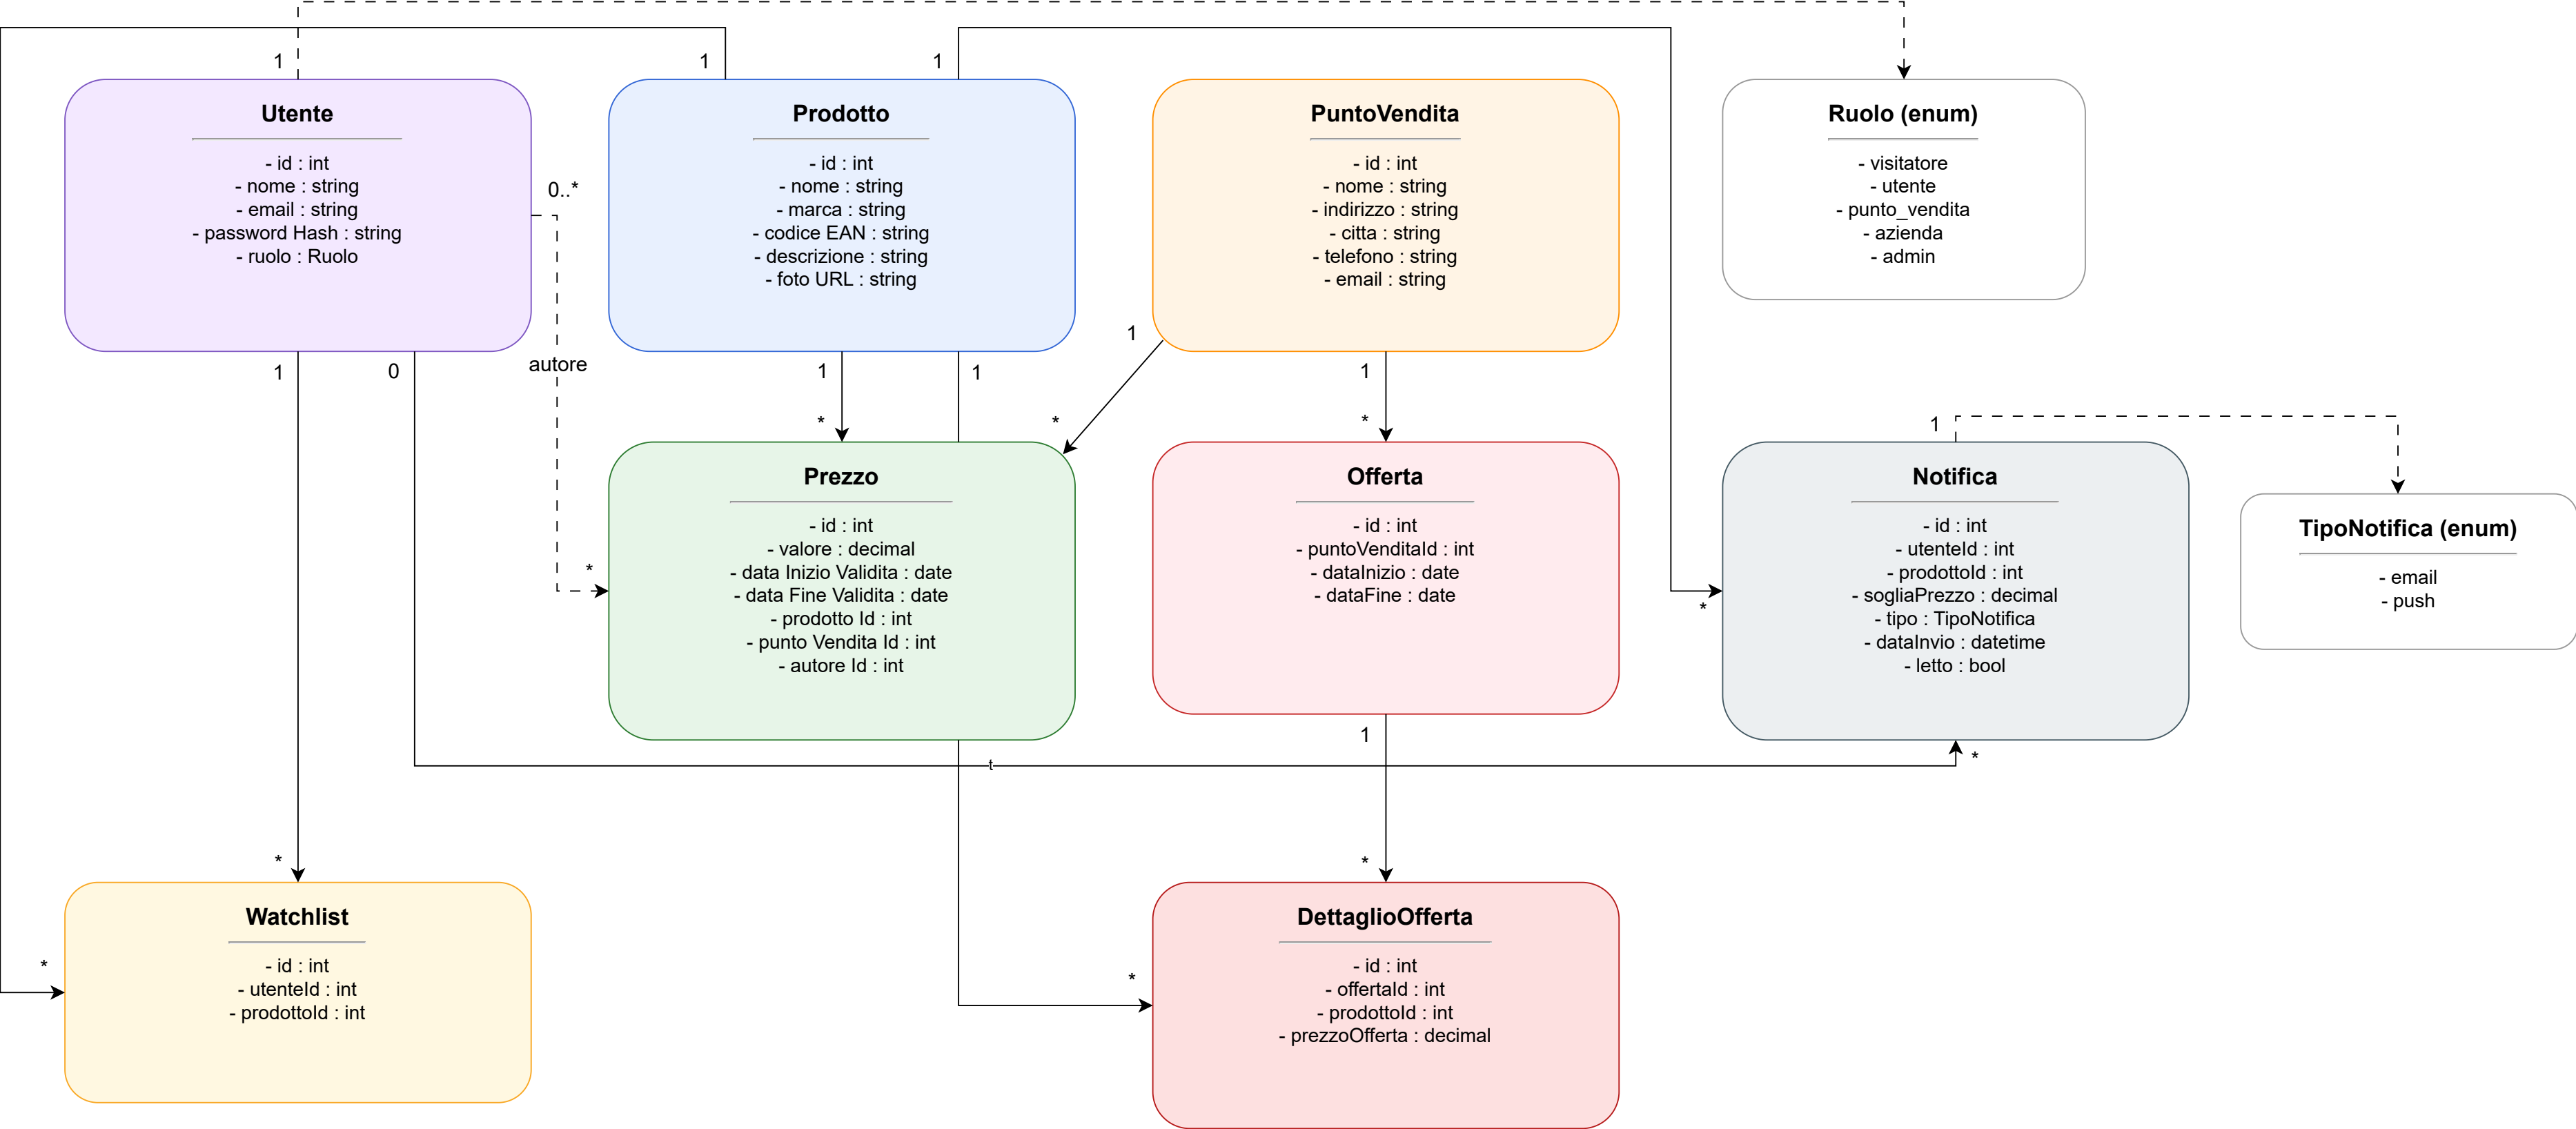 1
1
1
Utente
- id : int
- nome : string
- email : string
- password Hash : string
- ruolo : Ruolo
Prodotto
- id : int
- nome : string
- marca : string
- codice EAN : string
- descrizione : string
- foto URL : string
PuntoVendita
- id : int
- nome : string
- indirizzo : string
- citta : string
- telefono : string
- email : string
Ruolo (enum)
- visitatore
- utente
- punto_vendita
- azienda
- admin
0..*
autore
*
1
0
1
*
1
1
*
1
*
1
*
Prezzo
- id : int
- valore : decimal
- data Inizio Validita : date
- data Fine Validita : date
- prodotto Id : int
- punto Vendita Id : int
- autore Id : int
Offerta
- id : int
- puntoVenditaId : int
- dataInizio : date
- dataFine : date
Notifica
- id : int
- utenteId : int
- prodottoId : int
- sogliaPrezzo : decimal
- tipo : TipoNotifica
- dataInvio : datetime
- letto : bool
TipoNotifica (enum)
- email
- push
1
*
t
*
*
*
*
Watchlist
- id : int
- utenteId : int
- prodottoId : int
*
DettaglioOfferta
- id : int
- offertaId : int
- prodottoId : int
- prezzoOfferta : decimal